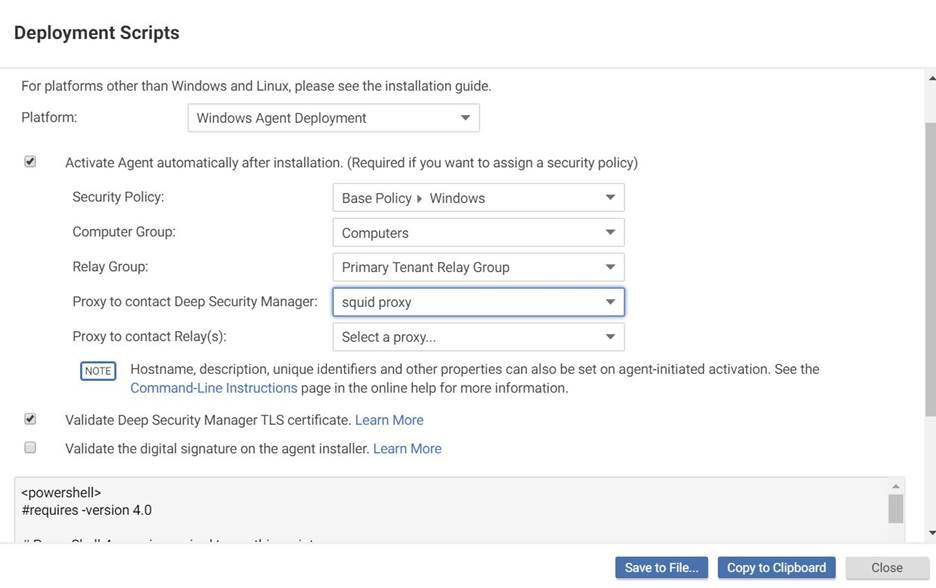 Deployment Scripts
For platforms other than Windows and Linux, please see the installation guide.
Platform: Windows Agent Deployment
Activate Agent automatically after installation. (Required if you want to assign a security policy)
Security Policy: Base Policy Windows
Computer Group: Computers
Relay Group: Primary Tenant Relay Group
Proxy to contact Deep Security Manager: squid proxy
Proxy to contact Relay(s): Select a proxy...
NOTE Hostname, description, unique identifiers and other properties can also be set on agent-initiated activation. See the
Command-Line Instructions page in the online help for more information.
Validate Deep Security Manager TLS certificate. Learn More
Validate the digital signature on the agent installer. Learn More
<powershell>
#requires -version 4.0
Save to File... Copy to Clipboard Close